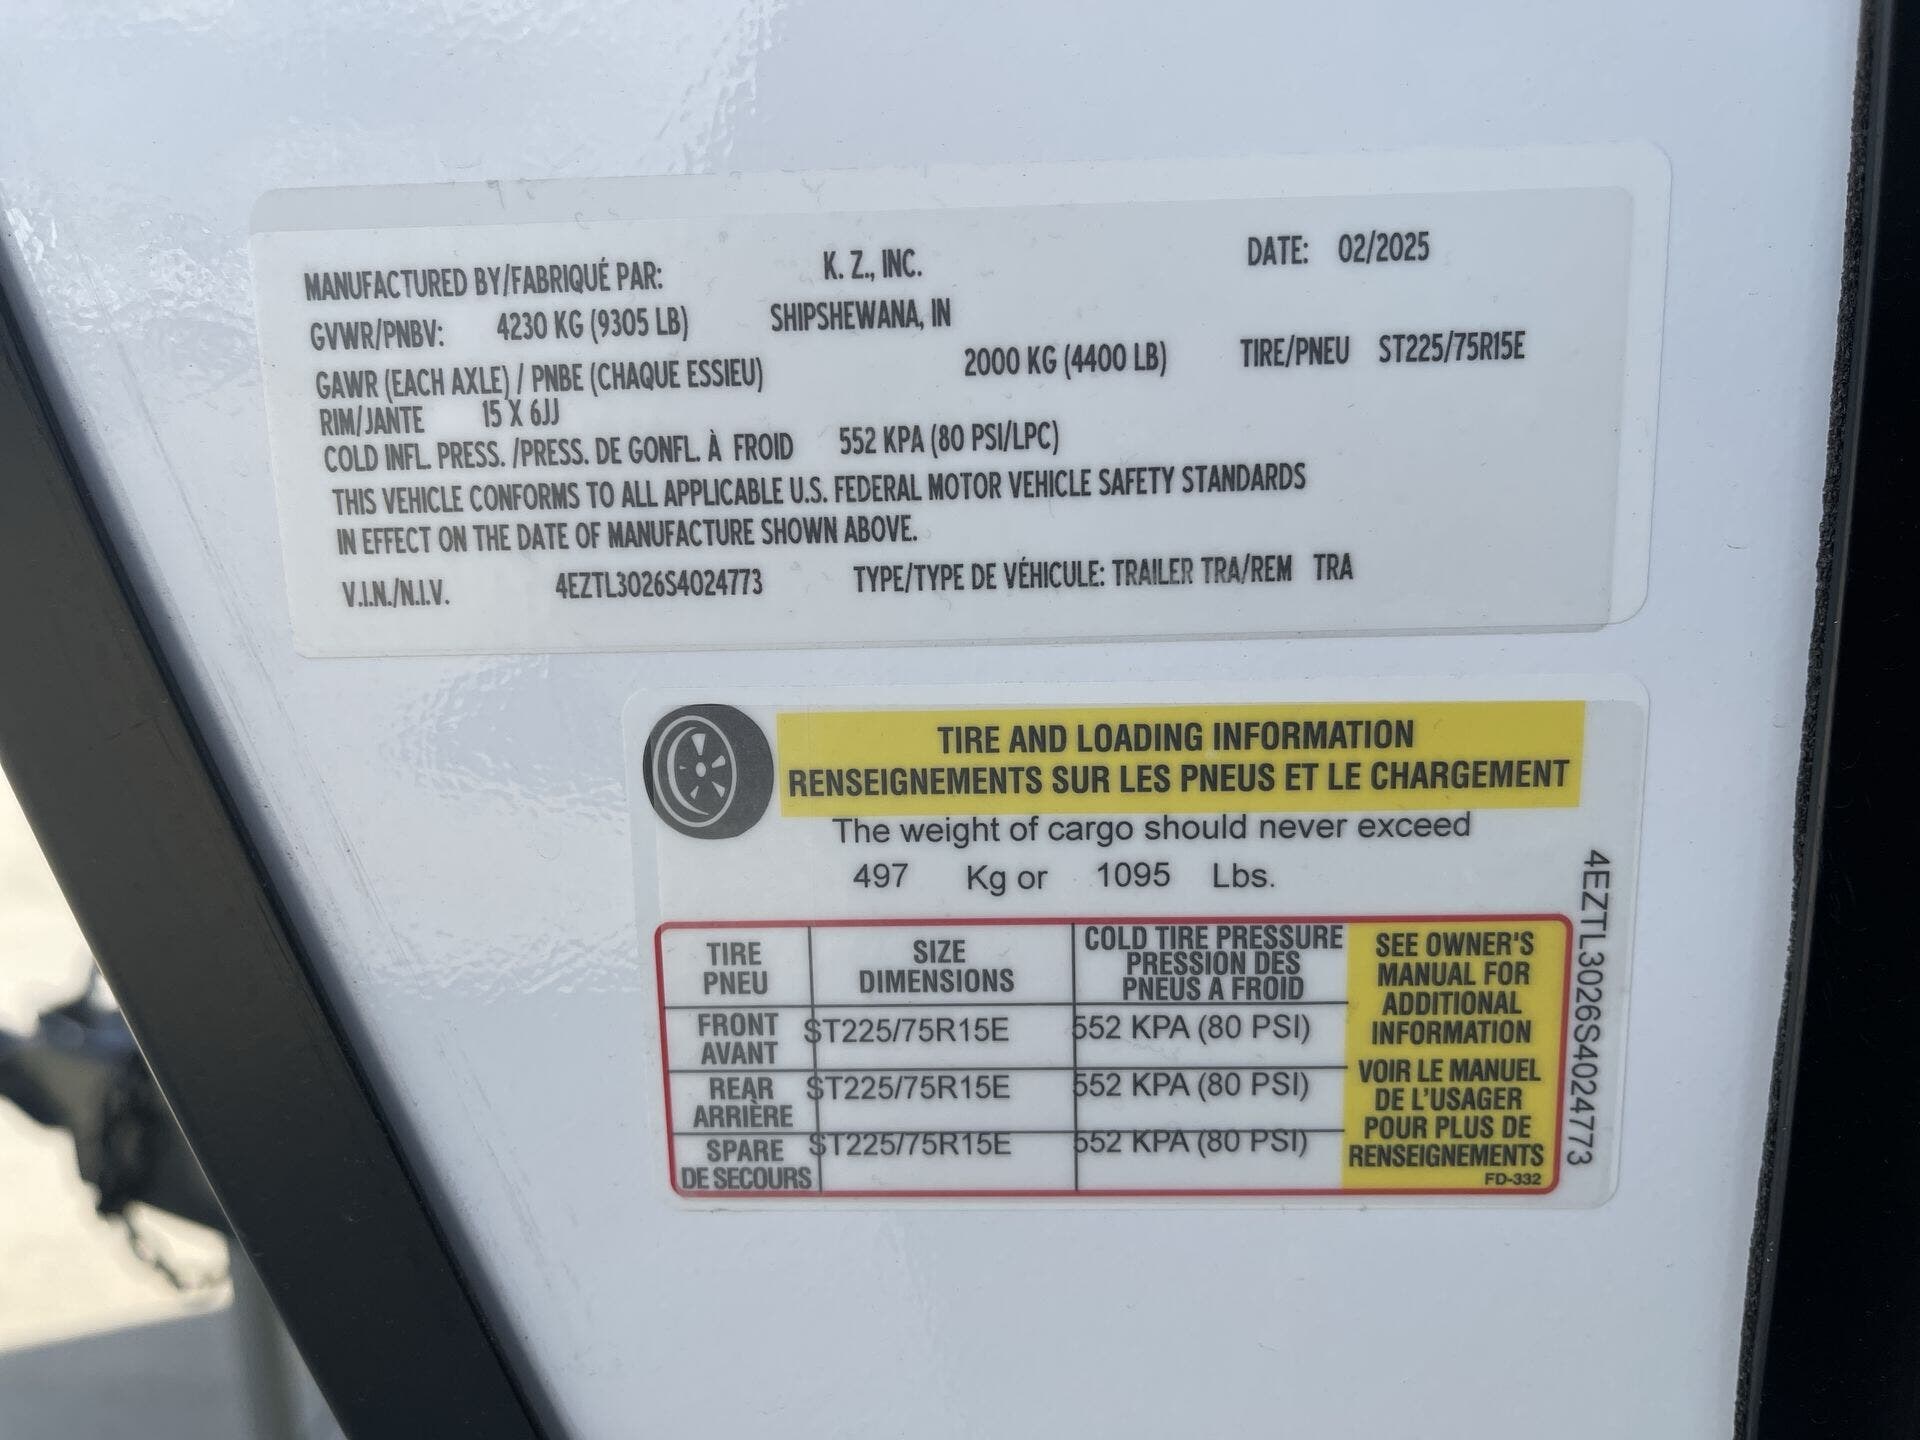 MANUFACTURED BY/FABRIQUÉ PAR: K. Z., INC. DATE: 02/2025
GVWR/PNBV: 4230 KG (9305 LB) SHIPSHEWANA, IN
GAWR (EACH AXLE) / PNBE (CHAQUE ESSIEU) 2000 KG (4400 LB) TIRE/PNEU ST225/75R15E
RIM/JANTE 15 X 6JJ
COLD INFL. PRESS. /PRESS. DE GONFL. À FROID 552 KPA (80 PSI/LPC)
THIS VEHICLE CONFORMS TO ALL APPLICABLE U.S. FEDERAL MOTOR VEHICLE SAFETY STANDARDS
IN EFFECT ON THE DATE OF MANUFACTURE SHOWN ABOVE.
V.I.N./N.I.V. 4EZTL3026S4024773 TYPE/TYPE DE VÉHICULE: TRAILER TRA/REM TRA
TIRE AND LOADING INFORMATION
RENSEIGNEMENTS SUR LES PNEUS ET LE CHARGEMENT
The weight of cargo should never exceed
497 Kg or 1095 Lbs.
TIRE
PNEU
SIZE
DIMENSIONS
COLD TIRE PRESSURE
PRESSION DES
PNEUS A FROID
FRONT
AVANT
ST225/75R15E
552 KPA (80 PSI)
REAR
ARRIÈRE
ST225/75R15E
552 KPA (80 PSI)
SPARE
DE SECOURS
ST225/75R15E
552 KPA (80 PSI)
SEE OWNER'S
MANUAL FOR
ADDITIONAL
INFORMATION
VOIR LE MANUEL
DE L'USAGER
POUR PLUS DE
RENSEIGNEMENTS
FD-332
4EZTL3026S4024773